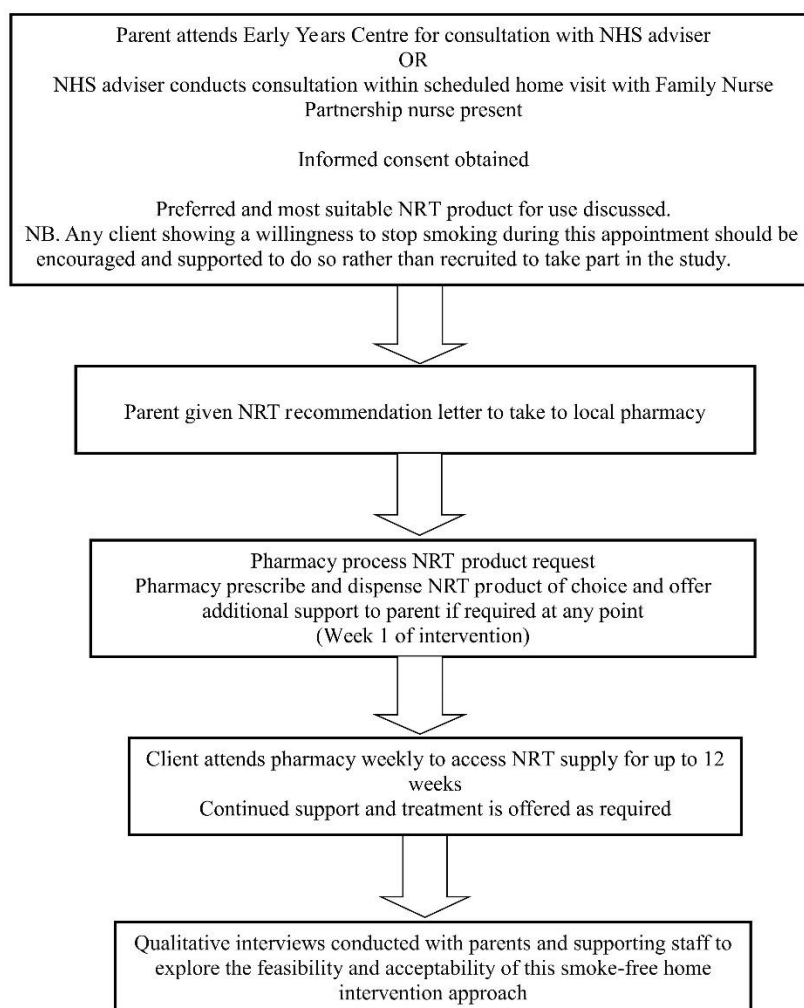 Parent attends Early Years Centre for consultation with NHS adviser
OR
NHS adviser conducts consultation within scheduled home visit with Family Nurse
Partnership nurse present
Informed consent obtained
Preferred and most suitable NRT product for use discussed.
NB. Any client showing a willingness to stop smoking during this appointment should be
encouraged and supported to do so rather than recruited to take part in the study.
Parent given NRT recommendation letter to take to local pharmacy
Pharmacy process NRT product request
Pharmacy prescribe and dispense NRT product of choice and offer
additional support to parent if required at any point
(Week 1 of intervention)
Client attends pharmacy weekly to access NRT supply for up to 12
weeks
Continued support and treatment is offered as required
Qualitative interviews conducted with parents and supporting staff to
explore the feasibility and acceptability of this smoke-free home
intervention approach